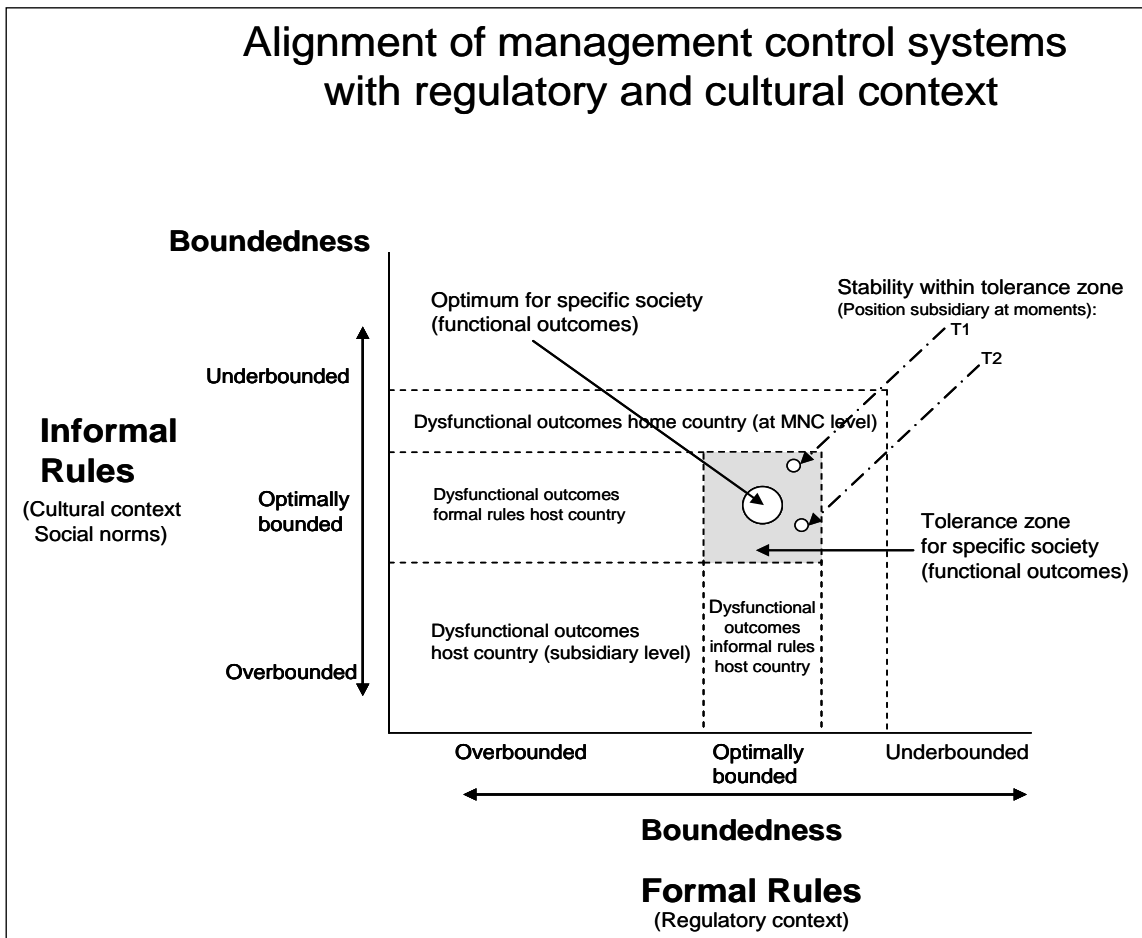 Alignment of management control systems
with regulatory and cultural context
Boundedness
Optimum for specific society
(functional outcomes)
Stability within tolerance zone
(Position subsidiary at moments):
T1
T2
Underbounded
Dysfunctional outcomes home country (at MNC level)
Informal
Rules
(Cultural context
Social norms)
Optimally
bounded
Dysfunctional outcomes
formal rules host country
Tolerance zone
for specific society
(functional outcomes)
Dysfunctional outcomes
host country (subsidiary level)
Dysfunctional
outcomes
informal rules
host country
Overbounded
Overbounded
Optimally
bounded
Underbounded
Boundedness
Formal Rules
(Regulatory context)